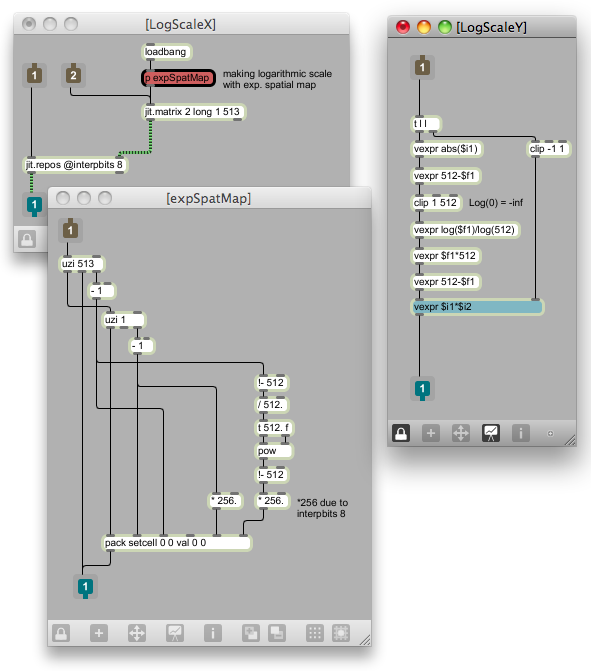 [LogScaleX]
1
2
loadbang
p expSpatMap
making logarithmic scale
with exp. spatial map
jit.matrix 2 long 1 513
jit.repos @interpbits 8
1
[LogScaleY]
1
t l l
vexpr abs($i1)
clip -1 1
vexpr 512-$f1
clip 1 512
Log(0) = -inf
vexpr log($f1)/log(512)
vexpr $f1*512
vexpr 512-$f1
vexpr $i1*$i2
1
[expSpatMap]
1
uzi 513
- 1
uzi 1
- 1
!- 512
/ 512.
t 512. f
pow
!- 512
* 256.
* 256.
*256 due to
interpbits 8
pack setcell 0 0 val 0 0
1